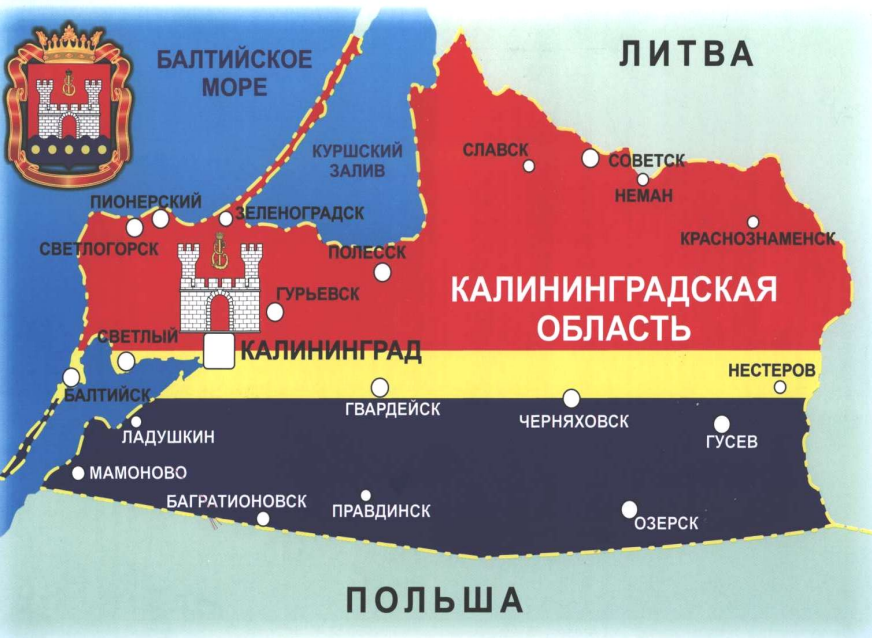 БАЛТИЙСКОЕ
МОРЕ
ЛИТВА
КУРШСКИЙ
ЗАЛИВ
СЛАВСК
СОВЕТСК
НЕМАН
ПИОНЕРСКИЙ
ЗЕЛЕНОГРАДСК
КРАСНОЗНАМЕНСК
СВЕТЛОГОРСК
ПОЛЕССК
ГУРЬЕВСК
КАЛИНИНГРАДСКАЯ
ОБЛАСТЬ
СВЕТЛЫЙ
КАЛИНИНГРАД
НЕСТЕРОВ
БАЛТИЙСК
ГВАРДЕЙСК
ЧЕРНЯХОВСК
ЛАДУШКИН
ГУСЕВ
МАМОНОВО
БАГРАТИОНОВСК
ПРАВДИНСК
ОЗЕРСК
ПОЛЬША